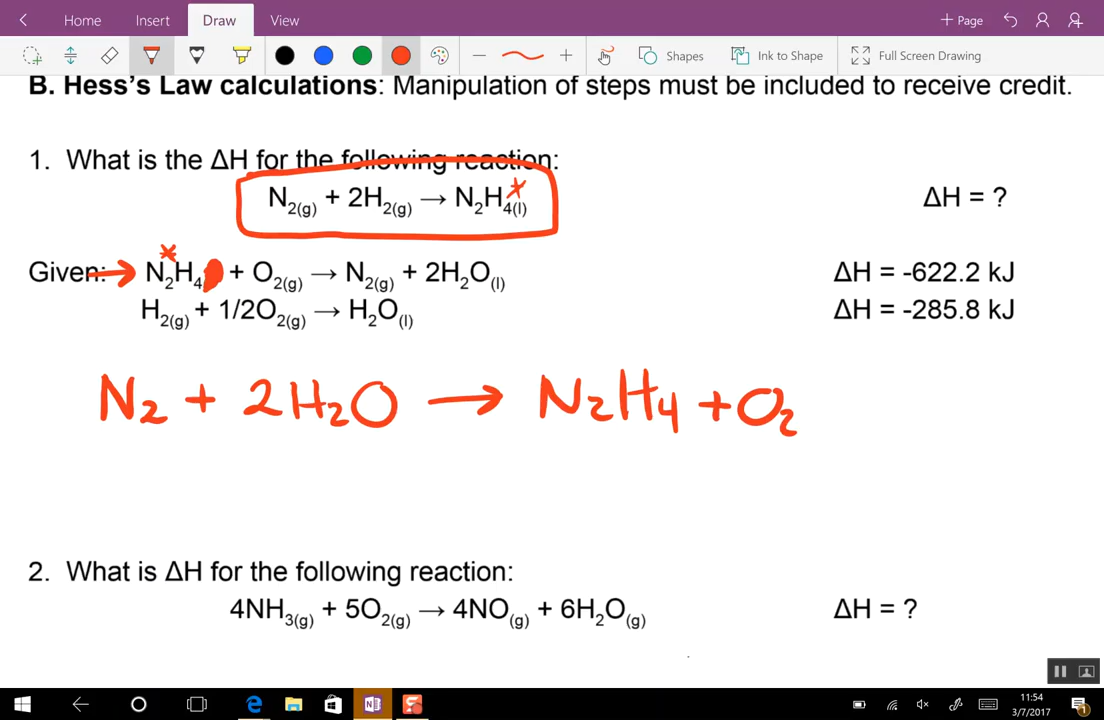 Home Insert Draw View + Page
Shapes Ink to Shape Full Screen Drawing
B. Hess's Law calculations: Manipulation of steps must be included to receive credit.
1. What is the ΔH for the following reaction:
N₂(g) + 2H₂(g) → N₂H₄(l) * ΔH = ?
*
Given: → N₂H₄ + O₂(g) → N₂(g) + 2H₂O(l) ΔH = -622.2 kJ
H₂(g) + 1/2O₂(g) → H₂O(l) ΔH = -285.8 kJ
N₂ + 2H₂O → N₂H₄ + O₂
2. What is ΔH for the following reaction:
4NH₃(g) + 5O₂(g) → 4NO(g) + 6H₂O(g) ΔH = ?
11:54
3/7/2017
1